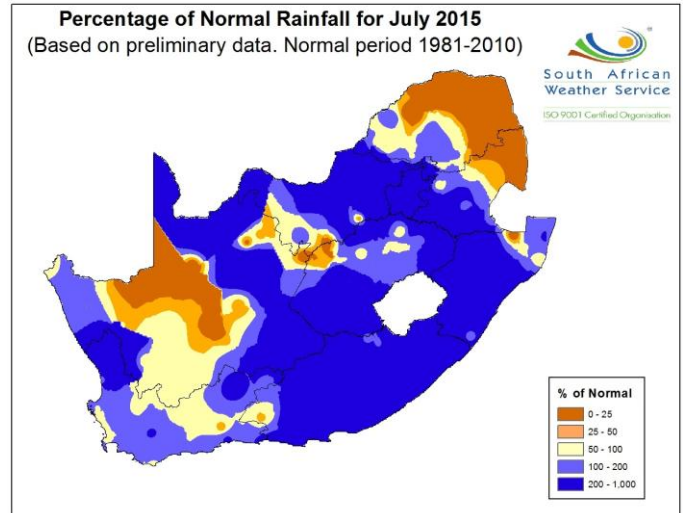 Percentage of Normal Rainfall for July 2015
(Based on preliminary data. Normal period 1981-2010)
South African
Weather Service
ISO 9001 Certified Organisation
% of Normal
0 - 25
25 - 50
50 - 100
100 - 200
200 - 1,000